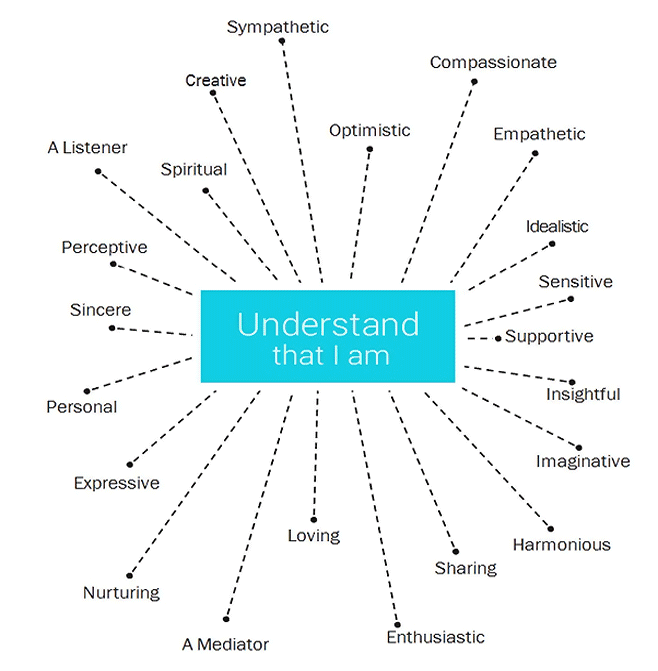 Sympathetic
Compassionate
Creative
Optimistic
Empathetic
A Listener
Spiritual
Idealistic
Perceptive
Sensitive
Sincere
Understand
that I am
Supportive
Insightful
Personal
Imaginative
Expressive
Loving
Harmonious
Sharing
Nurturing
Enthusiastic
A Mediator